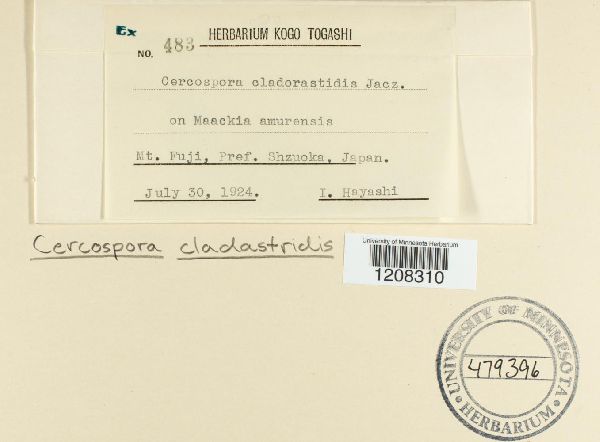 Ex HERBARIUM KOGO TOGASHI
NO. 483
Cercospora cladorastidis Jacz.
on Maackia amurensis
Mt. Fuji, Pref. Shzuoka, Japan.
July 30, 1924. I. Hayashi
Cercospora cladastridis
University of Minnesota Herbarium
1208310
UNIVERSITY OF MINNESOTA
479396
HERBARIUM